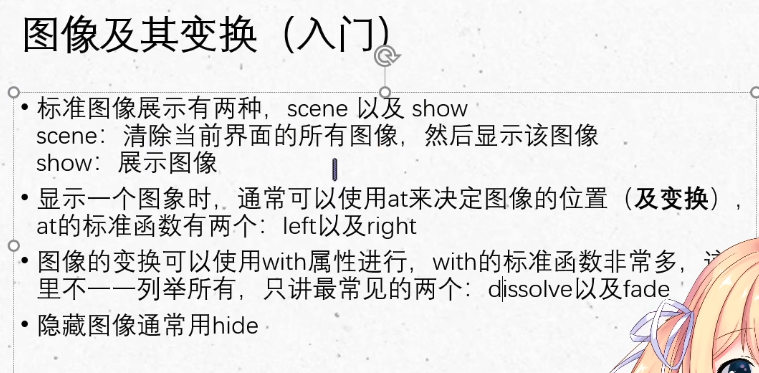 图像及其变换（入门）
• 标准图像展示有两种，scene 以及 show
scene：清除当前界面的所有图像，然后显示该图像
show：展示图像
• 显示一个图象时，通常可以使用at来决定图像的位置（及变换），
at的标准函数有两个：left以及right
• 图像的变换可以使用with属性进行，with的标准函数非常多，这
里不一一列举所有，只讲最常见的两个：dissolve以及fade
• 隐藏图像通常用hide